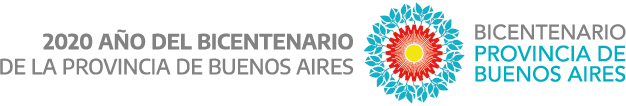 2020 AÑO DEL BICENTENARIO
DE LA PROVINCIA DE BUENOS AIRES
BICENTENARIO
PROVINCIA DE
BUENOS AIRES